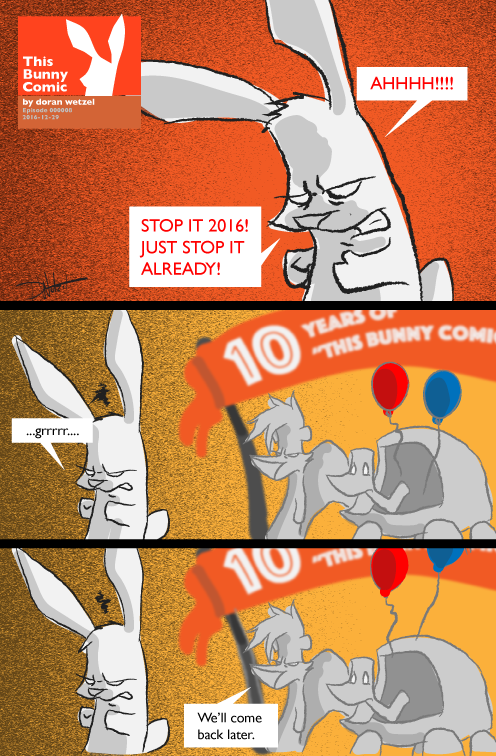 This
Bunny
Comic
by doran wetzel
Episode 000000
2016-12-29
AHHHH!!!!
STOP IT 2016!
JUST STOP IT
ALREADY!
...grrrrr....
10 YEARS OF
"THIS BUNNY COMIC
10
"THIS
We'll come
back later.